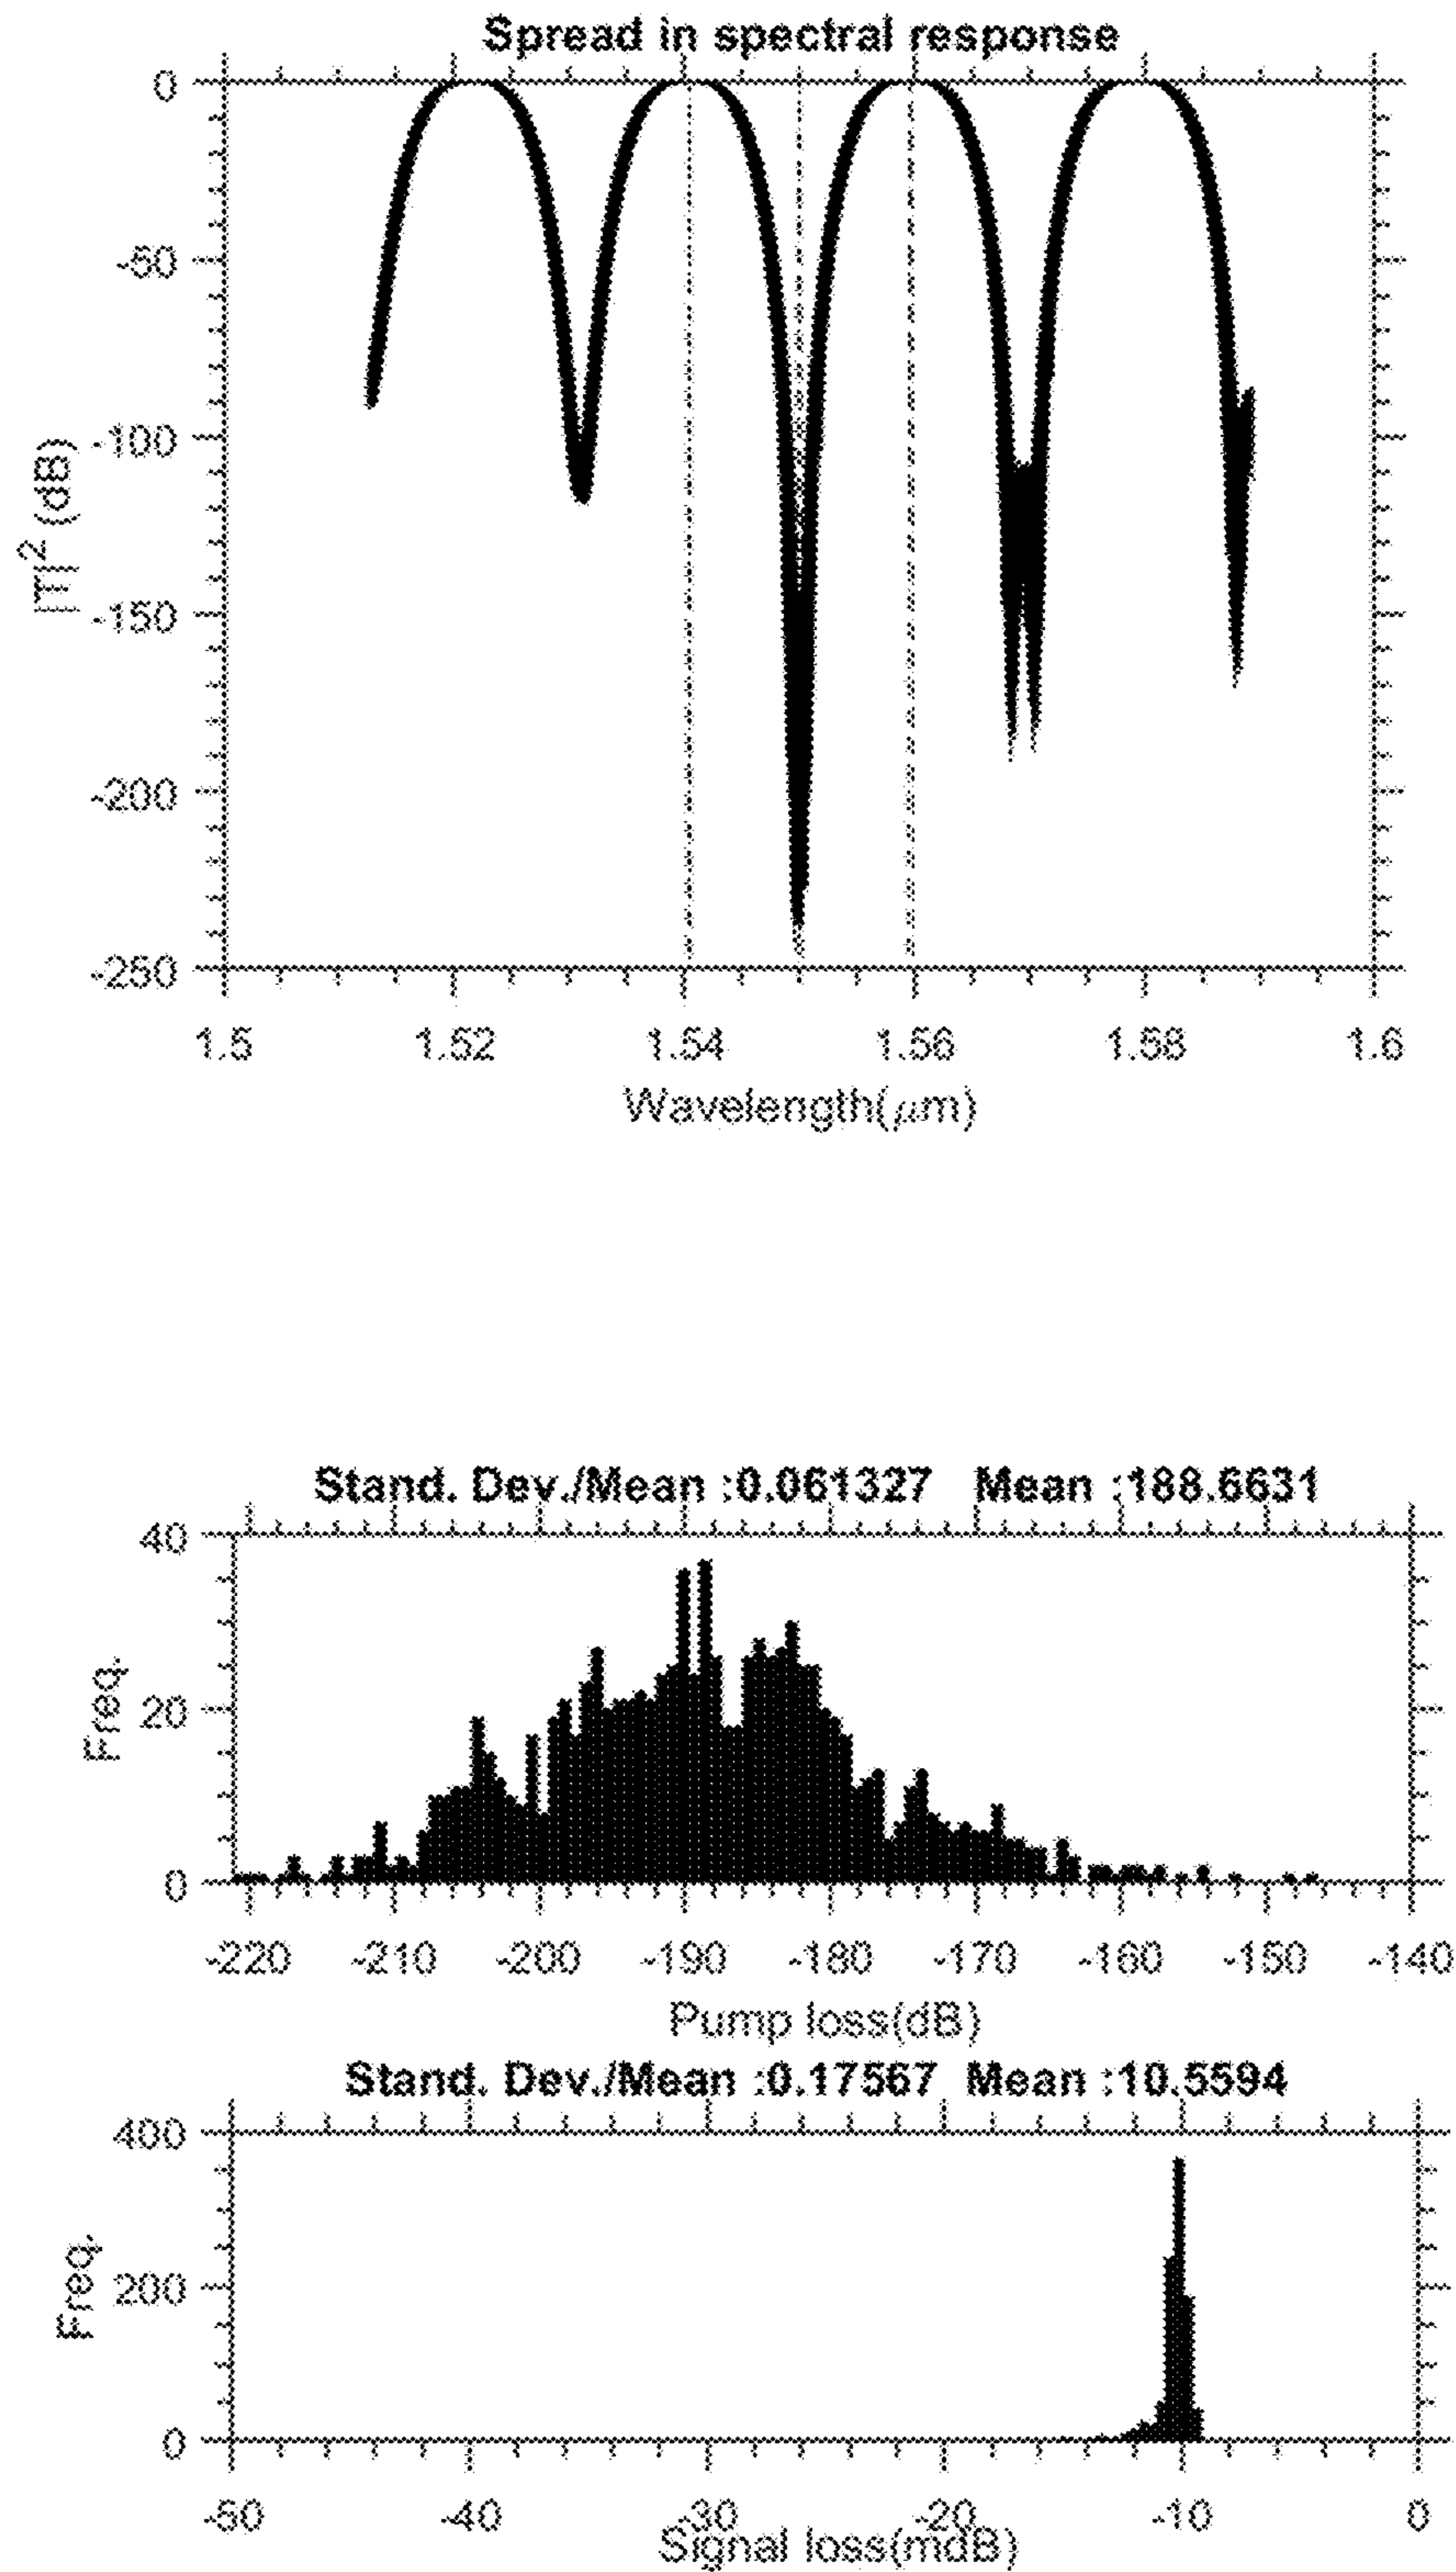 Spread in spectral response
0
-50
-100
-150
-200
-250
|T|² (dB)
1.5 1.52 1.54 1.56 1.58 1.6
Wavelength(μm)
Stand. Dev./Mean :0.061327 Mean :188.6631
40
20
0
Freq.
-220 -210 -200 -190 -180 -170 -160 -150 -140
Pump loss(dB)
Stand. Dev./Mean :0.17567 Mean :10.5594
400
200
0
Freq.
-50 -40 -30 -20 -10 0
Signal loss(mdB)